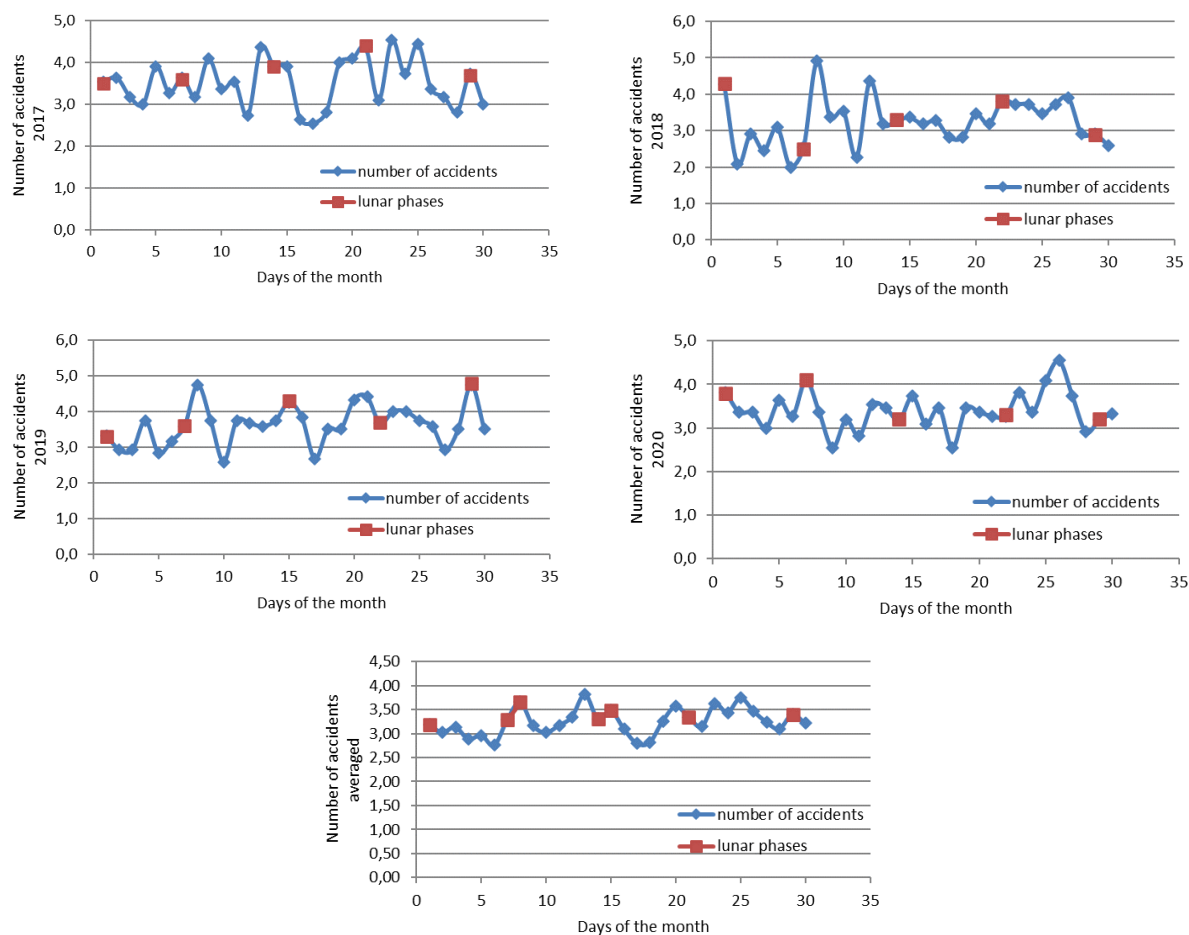 Number of accidents
2017
5,0
4,0
3,0
2,0
1,0
0,0
number of accidents
lunar phases
0 5 10 15 20 25 30 35
Days of the month
Number of accidents
2018
6,0
5,0
4,0
3,0
2,0
1,0
0,0
number of accidents
lunar phases
0 5 10 15 20 25 30 35
Days of the month
Number of accidents
2019
6,0
5,0
4,0
3,0
2,0
1,0
0,0
number of accidents
lunar phases
0 5 10 15 20 25 30 35
Days of the month
Number of accidents
2020
5,0
4,0
3,0
2,0
1,0
0,0
number of accidents
lunar phases
0 5 10 15 20 25 30 35
Days of the month
Number of accidents
averaged
4,50
4,00
3,50
3,00
2,50
2,00
1,50
1,00
0,50
0,00
number of accidents
lunar phases
0 5 10 15 20 25 30 35
Days of the month